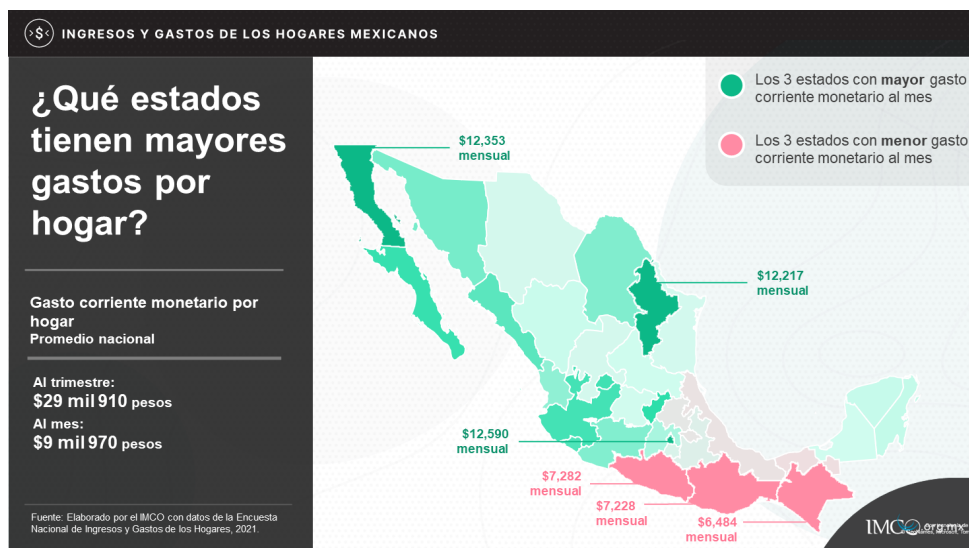 >$< INGRESOS Y GASTOS DE LOS HOGARES MEXICANOS
¿Qué estados
tienen mayores
gastos por
hogar?
Gasto corriente monetario por
hogar
Promedio nacional
Al trimestre:
$29 mil 910 pesos
Al mes:
$9 mil 970 pesos
Fuente: Elaborado por el IMCO con datos de la Encuesta
Nacional de Ingresos y Gastos de los Hogares, 2021.
Los 3 estados con mayor gasto
corriente monetario al mes
Los 3 estados con menor gasto
corriente monetario al mes
$12,353
mensual
$12,217
mensual
$12,590
mensual
$7,282
mensual
$7,228
mensual
$6,484
mensual
IMCO.org.mx